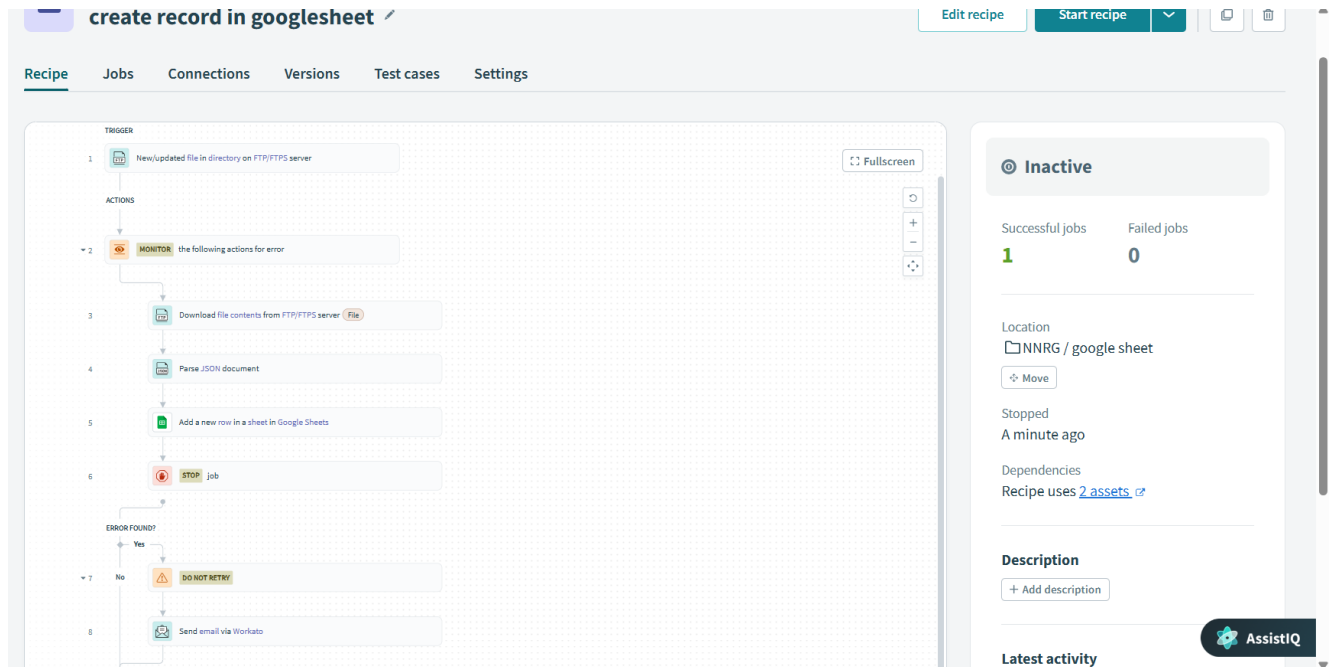 create record in googlesheet
Edit recipe
Start recipe
Recipe
Jobs
Connections
Versions
Test cases
Settings
TRIGGER
1
New/updated file in directory on FTP/FTPS server
Fullscreen
ACTIONS
2
MONITOR the following actions for error
3
Download file contents from FTP/FTPS server File
4
Parse JSON document
5
Add a new row in a sheet in Google Sheets
6
STOP job
ERROR FOUND?
Yes
7
No
DO NOT RETRY
8
Send email via Workato
Inactive
Successful jobs
Failed jobs
1
0
Location
NNRG / google sheet
Move
Stopped
A minute ago
Dependencies
Recipe uses 2 assets
Description
+ Add description
AssistIQ
Latest activity